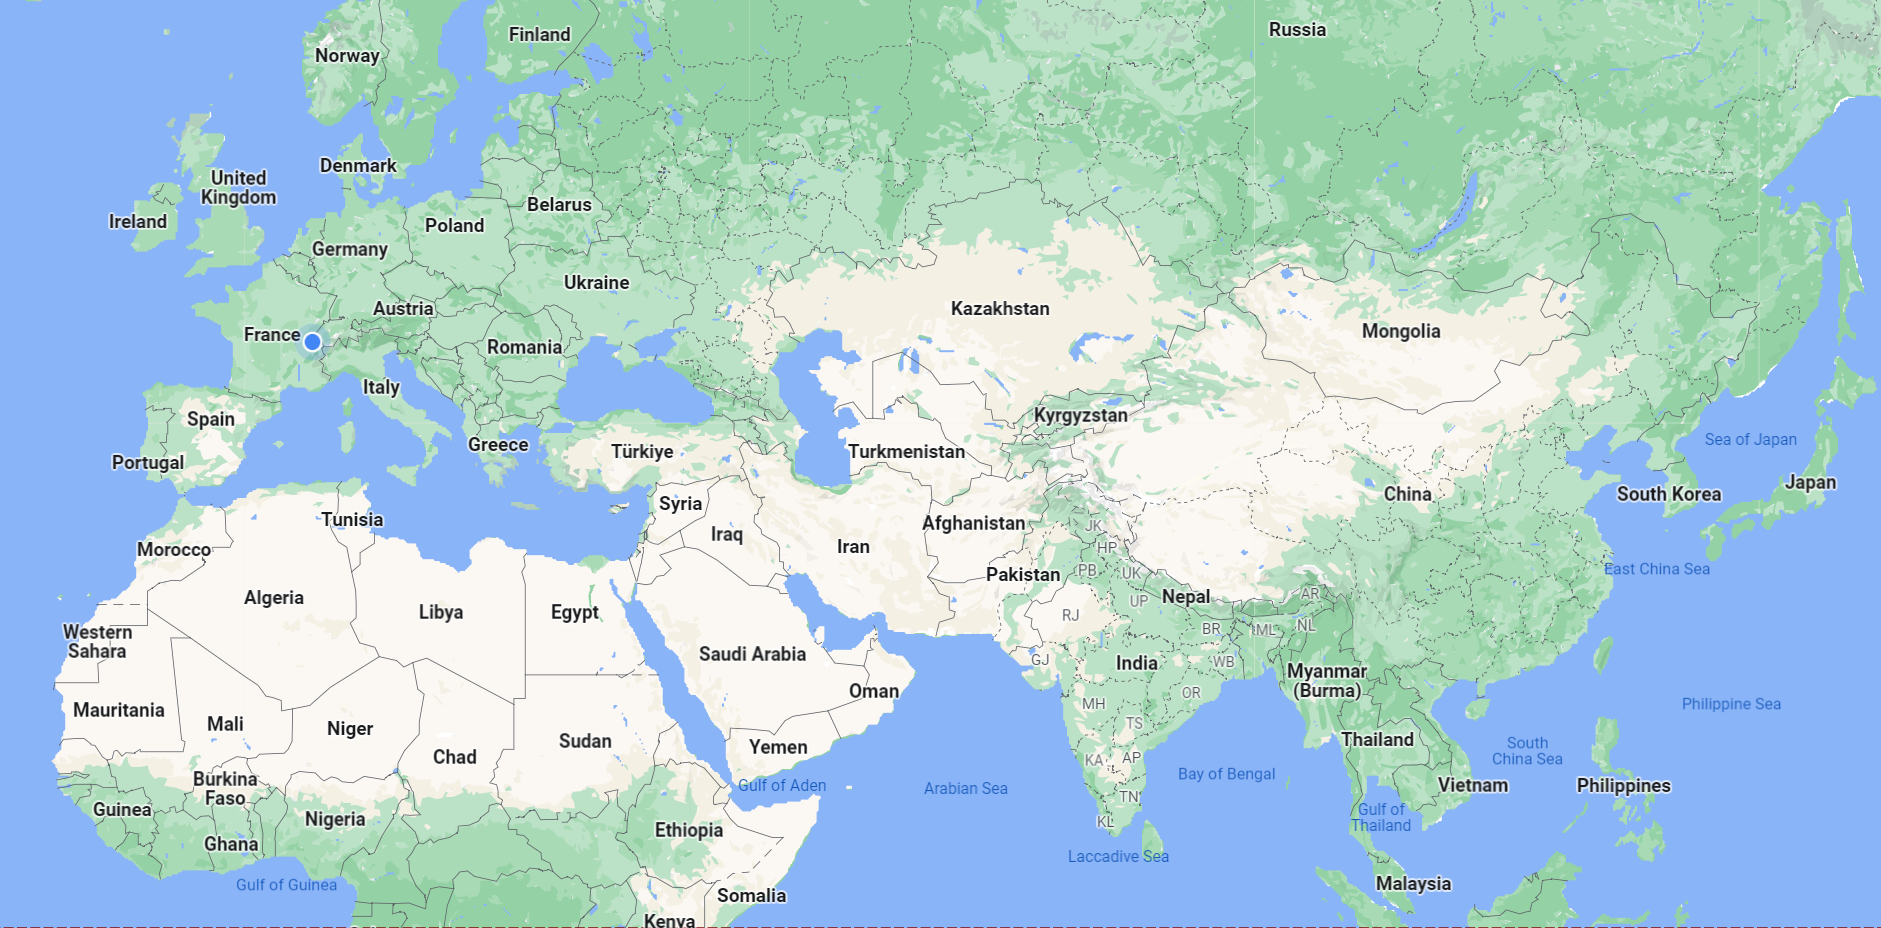 Russia
Finland
Norway
Denmark
United
Kingdom
Belarus
Ireland
Poland
Germany
Ukraine
Austria
Kazakhstan
France
Mongolia
Romania
Italy
Kyrgyzstan
Spain
Sea of Japan
Greece
Türkiye
Turkmenistan
Portugal
Japan
China
South Korea
Syria
Tunisia
Afghanistan
JK
Iraq
Iran
HP
Morocco
East China Sea
PB
UK
Pakistan
Nepal
AR
Algeria
UP
Libya
Egypt
RJ
NL
BR
ML
Western
Sahara
Saudi Arabia
GJ
India
WB
Myanmar
(Burma)
Oman
OR
MH
Philippine Sea
Mauritania
Mali
TS
Niger
Sudan
Thailand
South
China Sea
Yemen
Chad
AP
KA
Bay of Bengal
Burkina
Faso
Gulf of Aden
Arabian Sea
Vietnam
Philippines
TN
Guinea
Gulf of
Thailand
Nigeria
KL
Ethiopia
Ghana
Laccadive Sea
Gulf of Guinea
Malaysia
Somalia
Kenya